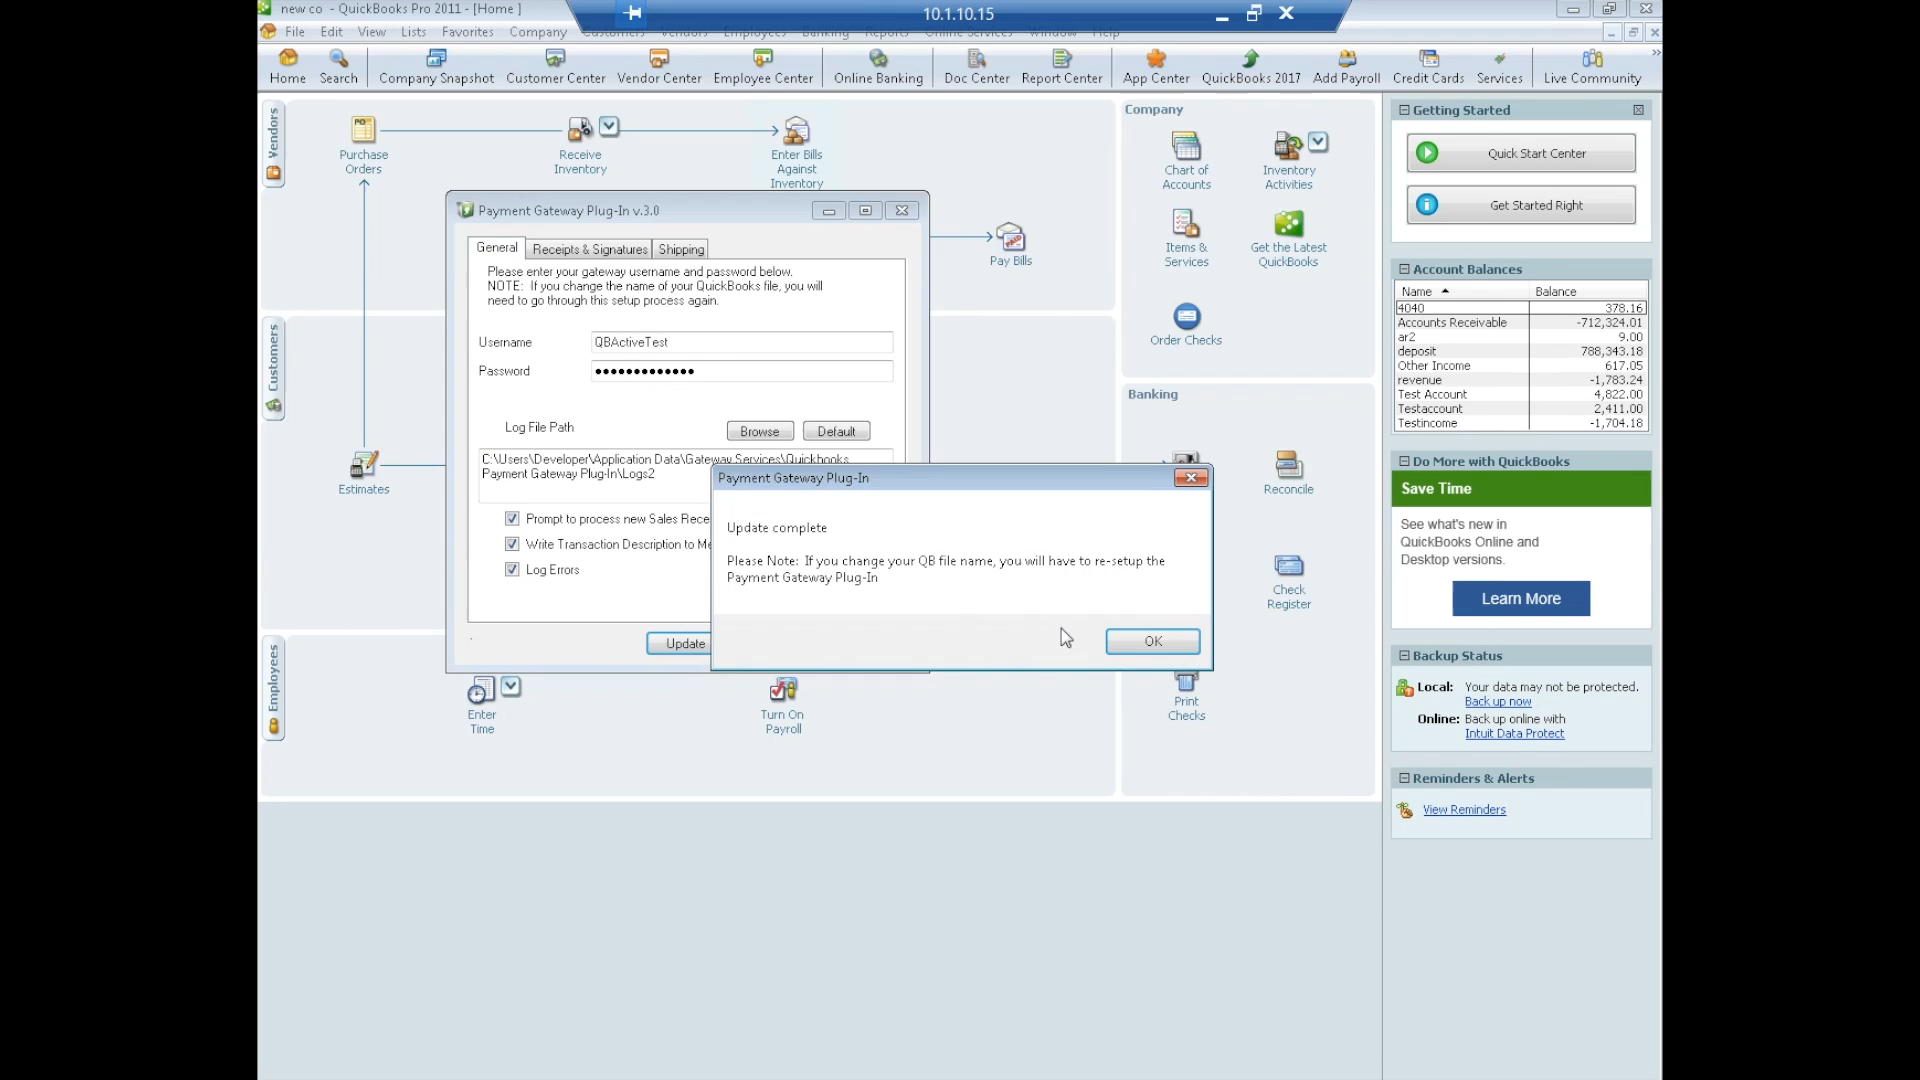 new co - QuickBooks Pro 2011 - [Home ]
10.1.10.15
File Edit View Lists Favorites Company Customers Vendors Employees Banking Reports Online Services Window Help
Home Search Company Snapshot Customer Center Vendor Center Employee Center Online Banking Doc Center Report Center App Center QuickBooks 2017 Add Payroll Credit Cards Services Live Community
Vendors
Purchase
Orders
Receive
Inventory
Enter Bills
Against
Inventory
Pay Bills
Customers
Estimates
Employees
Enter
Time
Turn On
Payroll
Payment Gateway Plug-In v.3.0
General Receipts & Signatures Shipping
Please enter your gateway username and password below.
NOTE: If you change the name of your QuickBooks file, you will
need to go through this setup process again.
Username QBActiveTest
Password •••••••••••••
Log File Path Browse Default
C:\Users\Developer\Application Data\Gateway Services\Quickbooks
Payment Gateway Plug-In\Logs2
Prompt to process new Sales Rece
Write Transaction Description to Me
Log Errors
Update
Payment Gateway Plug-In
Update complete
Please Note: If you change your QB file name, you will have to re-setup the
Payment Gateway Plug-In
OK
Company
Chart of
Accounts
Inventory
Activities
Items &
Services
Get the Latest
QuickBooks
Order Checks
Banking
Reconcile
Check
Register
Print
Checks
Getting Started
Quick Start Center
Get Started Right
Account Balances
Name Balance
4040 378.16
Accounts Receivable -712,324.01
ar2 9.00
deposit 788,343.18
Other Income 617.05
revenue -1,783.24
Test Account 4,822.00
Testaccount 2,411.00
Testincome -1,704.18
Do More with QuickBooks
Save Time
See what's new in
QuickBooks Online and
Desktop versions.
Learn More
Backup Status
Local: Your data may not be protected.
Back up now
Online: Back up online with
Intuit Data Protect
Reminders & Alerts
View Reminders